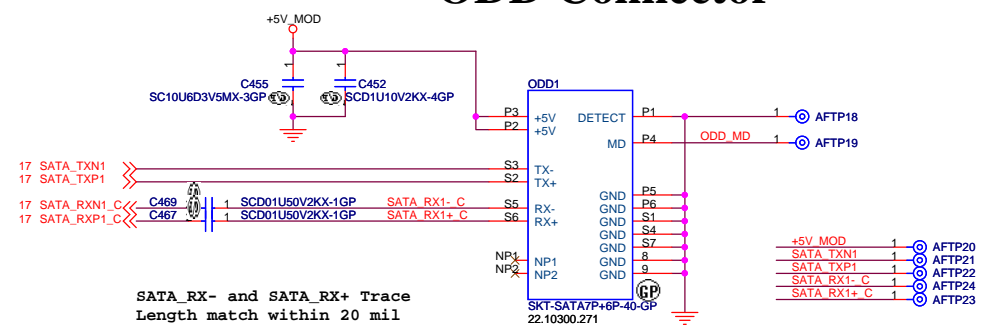 ODD Connector
+5V_MOD
1
1
C455
SC10U6D3V5MX-3GP
C452
SCD1U10V2KX-4GP
ODD1
P3
+5V
P2
+5V
DETECT
P1
1
AFTP18
MD
P4
ODD_MD
1
AFTP19
17 SATA_TXN1
S3
TX-
17 SATA_TXP1
S2
TX+
17 SATA_RXN1_C
C469
1
SCD01U50V2KX-1GP
SATA_RX1-_C
S5
RX-
17 SATA_RXP1_C
C467
1
SCD01U50V2KX-1GP
SATA_RX1+_C
S6
RX+
GND
P5
GND
P6
GND
S1
GND
S4
GND
S7
GND
8
GND
9
NP1
NP1
NP2
NP2
GP
SKT-SATA7P+6P-40-GP
22.10300.271
+5V_MOD
1
AFTP20
SATA_TXN1
1
AFTP21
SATA_TXP1
1
AFTP22
SATA_RX1-_C
1
AFTP24
SATA_RX1+_C
1
AFTP23
SATA_RX- and SATA_RX+ Trace
Length match within 20 mil